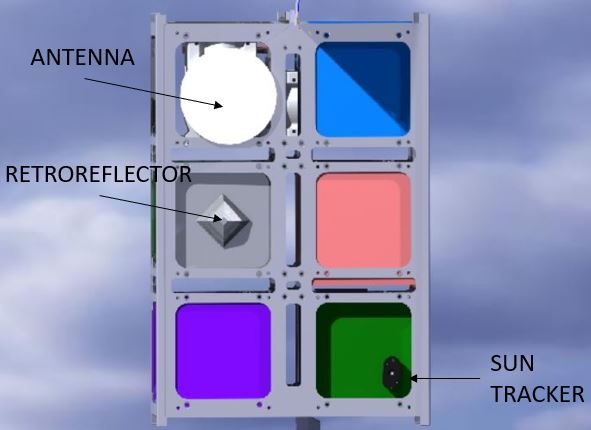 ANTENNA
RETROREFLECTOR
SUN
TRACKER